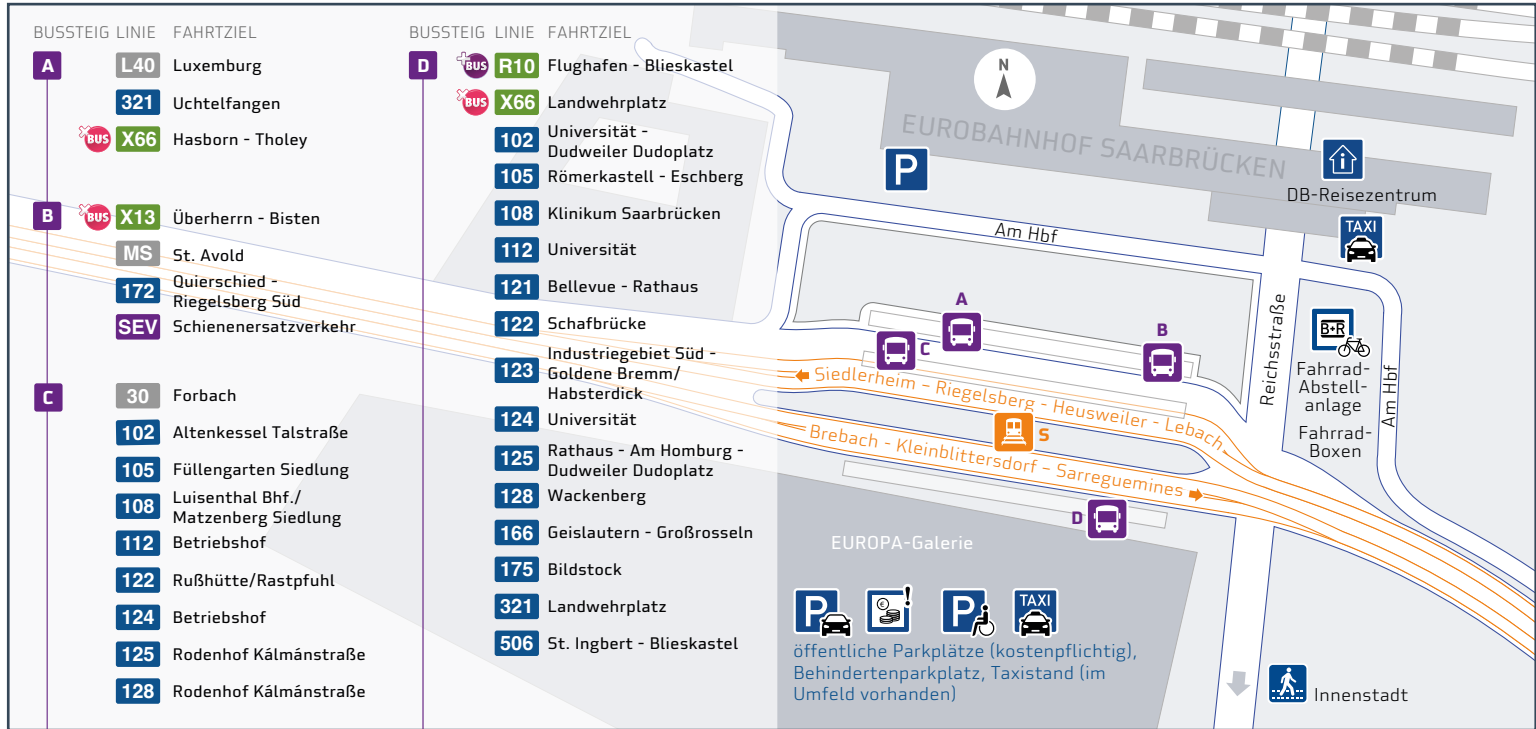 BUSSTEIG LINIE FAHRTZIEL
A
L40 Luxemburg
321 Uchtelfangen
XBUS X66 Hasborn - Tholey
B
XBUS X13 Überherrn - Bisten
MS St. Avold
172 Quierschied -
Riegelsberg Süd
SEV Schienenersatzverkehr
C
30 Forbach
102 Altenkessel Talstraße
105 Füllengarten Siedlung
108 Luisenthal Bhf./
Matzenberg Siedlung
112 Betriebshof
122 Rußhütte/Rastpfuhl
124 Betriebshof
125 Rodenhof Kálmánstraße
128 Rodenhof Kálmánstraße
BUSSTEIG LINIE FAHRTZIEL
D
+BUS R10 Flughafen - Blieskastel
XBUS X66 Landwehrplatz
102 Universität -
Dudweiler Dudoplatz
105 Römerkastell - Eschberg
108 Klinikum Saarbrücken
112 Universität
121 Bellevue - Rathaus
122 Schafbrücke
123 Industriegebiet Süd -
Goldene Bremm/
Habsterdick
124 Universität
125 Rathaus - Am Homburg -
Dudweiler Dudoplatz
128 Wackenberg
166 Geislautern - Großrosseln
175 Bildstock
321 Landwehrplatz
506 St. Ingbert - Blieskastel
N
EUROBAHNHOF SAARBRÜCKEN
P
i
DB-Reisezentrum
TAXI
Am Hbf
Reichsstraße
B+R
Fahrrad-
Abstell-
anlage
Fahrrad-
Boxen
Am Hbf
A
B
C
Siedlerheim - Riegelsberg - Heusweiler - Lebach
S
Brebach - Kleinblittersdorf - Sarreguemines
D
EUROPA-Galerie
P € ! P TAXI
öffentliche Parkplätze (kostenpflichtig),
Behindertenparkplatz, Taxistand (im
Umfeld vorhanden)
Innenstadt